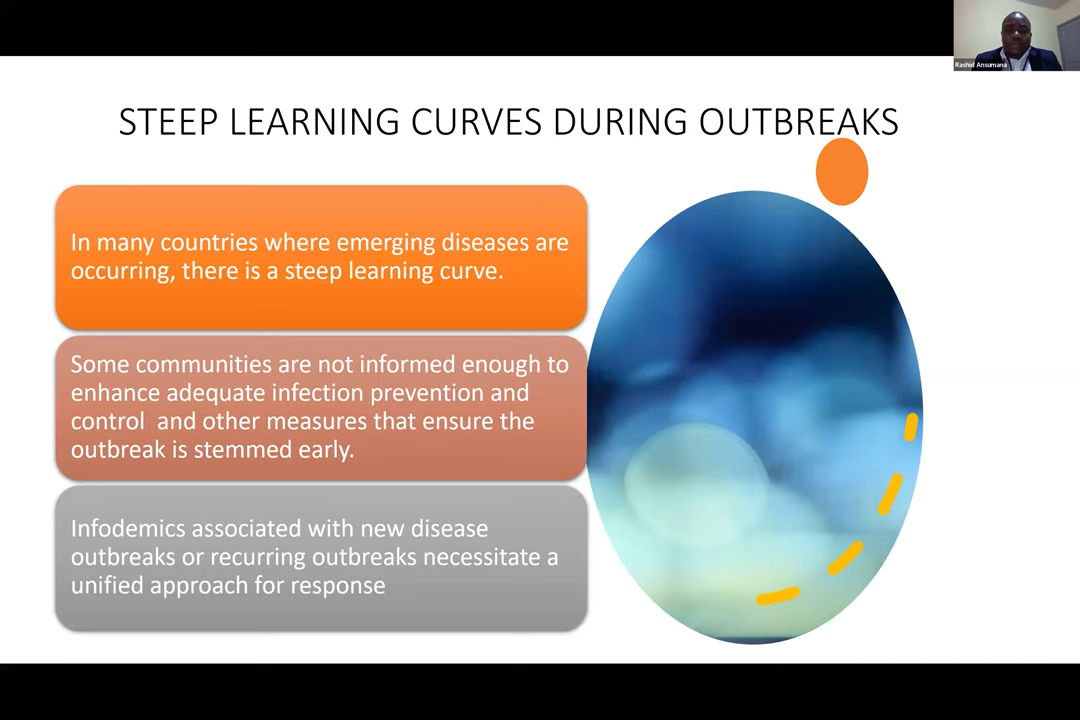 Rashid Ansumana
STEEP LEARNING CURVES DURING OUTBREAKS
In many countries where emerging diseases are
occurring, there is a steep learning curve.
Some communities are not informed enough to
enhance adequate infection prevention and
control  and other measures that ensure the
outbreak is stemmed early.
Infodemics associated with new disease
outbreaks or recurring outbreaks necessitate a
unified approach for response